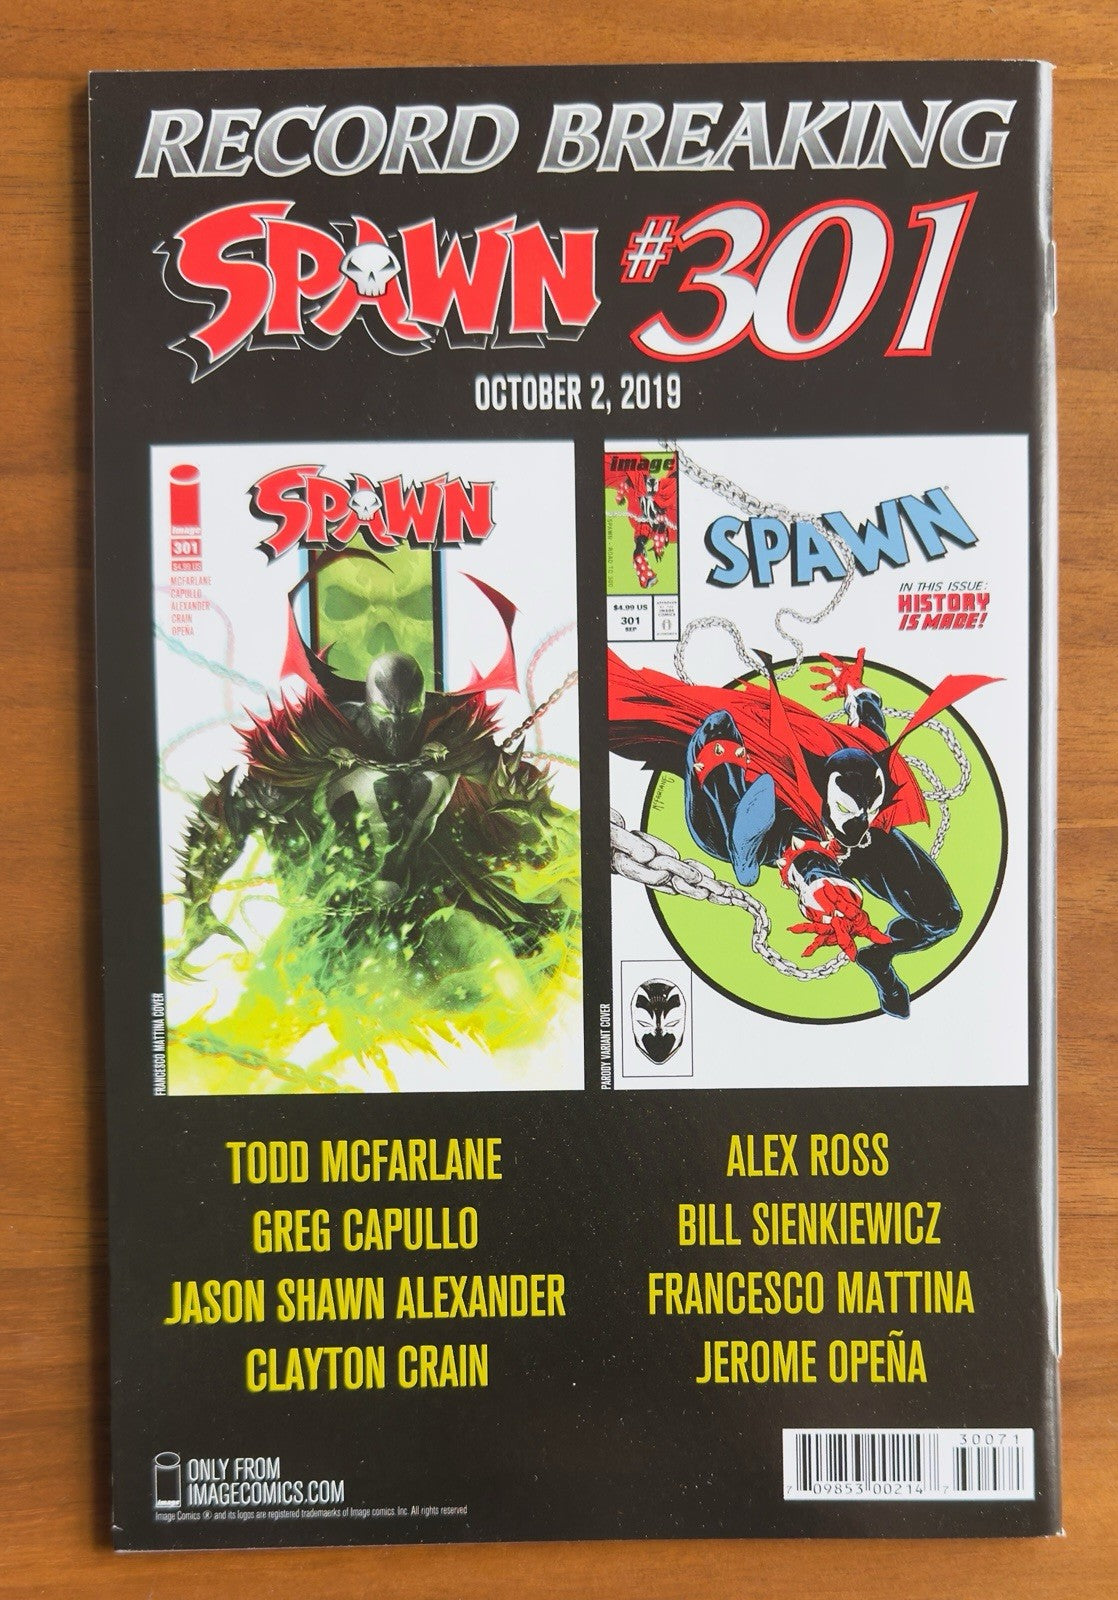 RECORD BREAKING
SPAWN #301
OCTOBER 2, 2019
image
301
$4.99 US
MCFARLANE
CAPULLO
ALEXANDER
CRAIN
OPEÑA
SPAWN
FRANCESCO MATTINA COVER
image
$4.99 US
301
SEP
SPAWN
IN THIS ISSUE:
HISTORY
IS MADE!
MCFARLANE
PARODY VARIANT COVER
TODD MCFARLANE
GREG CAPULLO
JASON SHAWN ALEXANDER
CLAYTON CRAIN
ALEX ROSS
BILL SIENKIEWICZ
FRANCESCO MATTINA
JEROME OPEÑA
image
ONLY FROM
IMAGECOMICS.COM
Image Comics ® and its logos are registered trademaerks of Image comics. Inc. All rights reserved
30071
7 09853 00214 7